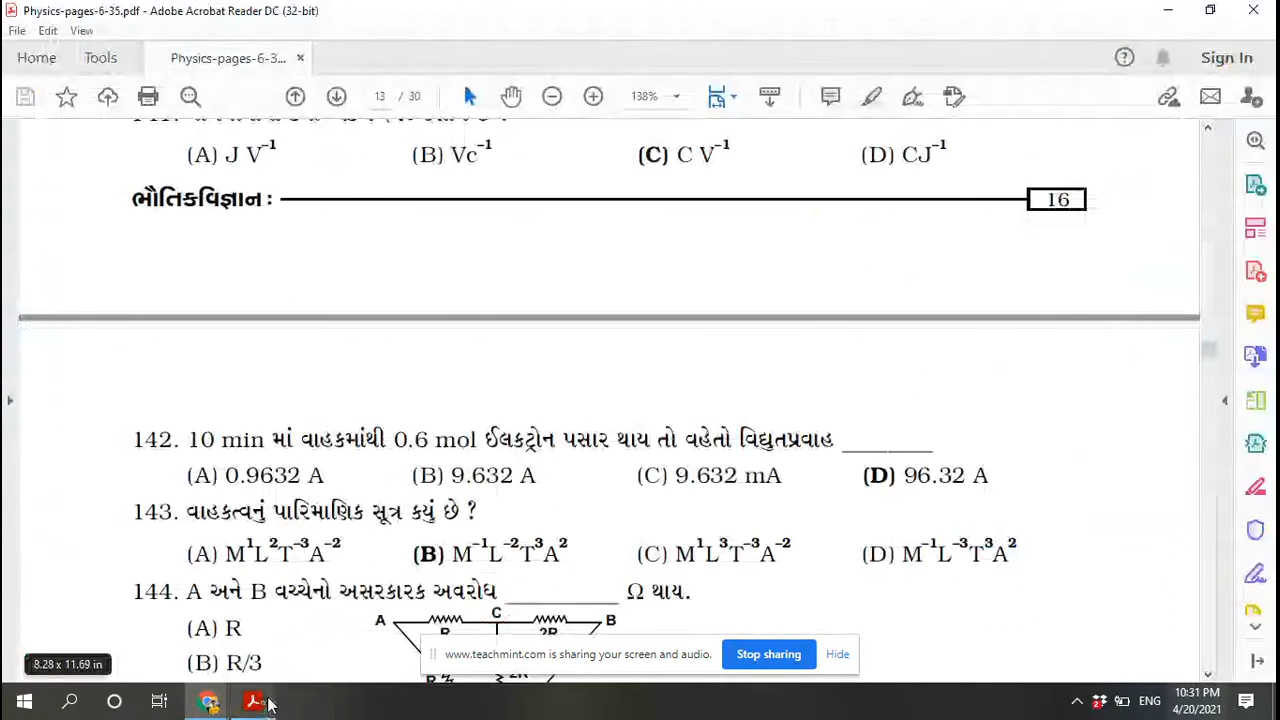 Physics-pages-6-35.pdf - Adobe Acrobat Reader DC (32-bit)
File Edit View
Home Tools Physics-pages-6-3... × Sign In
13 / 30 138%
(A) J V⁻¹ (B) Vc⁻¹ (C) C V⁻¹ (D) CJ⁻¹
ભૌતિકવિજ્ઞાન : 16
142. 10 min માં વાહકમાંથી 0.6 mol ઈલકટ્રોન પસાર થાય તો વહેતો વિદ્યુતપ્રવાહ ________
(A) 0.9632 A (B) 9.632 A (C) 9.632 mA (D) 96.32 A
143. વાહકત્વનું પારિમાણિક સૂત્ર કયું છે ?
(A) M¹L²T⁻³A⁻² (B) M⁻¹L⁻²T³A² (C) M¹L³T⁻³A⁻² (D) M⁻¹L⁻³T³A²
144. A અને B વચ્ચેનો અસરકારક અવરોધ __________ Ω થાય.
A C B
(A) R
R 2R
www.teachmint.com is sharing your screen and audio. Stop sharing Hide
(B) R/3
8.28 x 11.69 in
R 2R
ENG 10:31 PM
4/20/2021